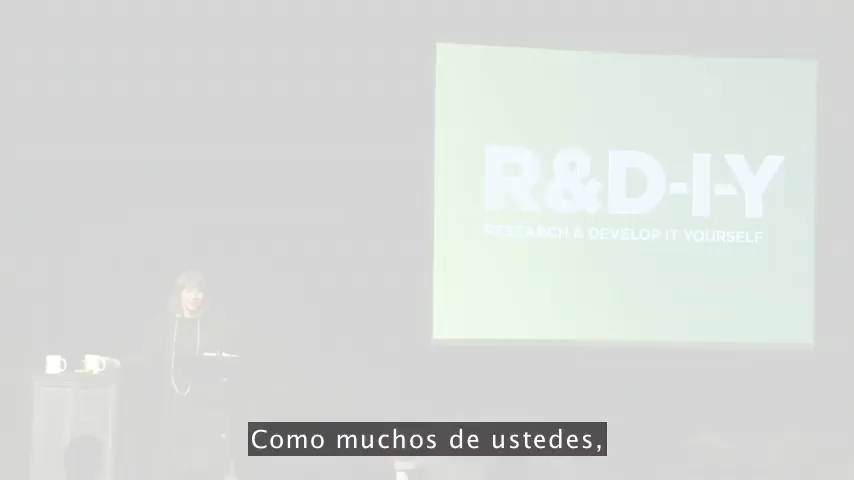 R&D-I-Y
RESEARCH & DEVELOP IT YOURSELF
Como muchos de ustedes,